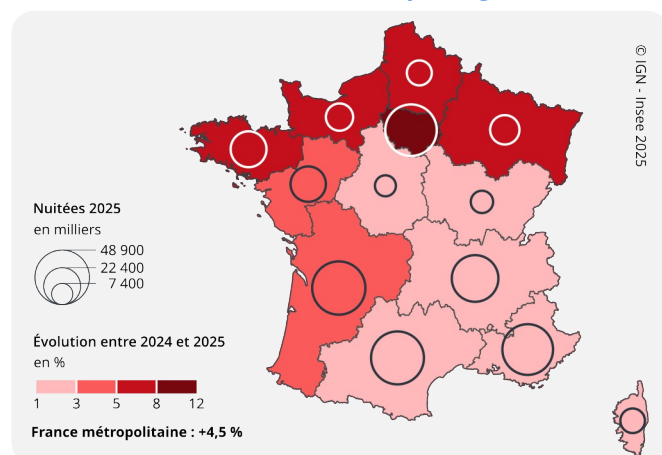 © IGN - Insee 2025
Nuitées 2025
en milliers
48 900
22 400
7 400
Évolution entre 2024 et 2025
en %
1 3 5 8 12
France métropolitaine : +4,5 %